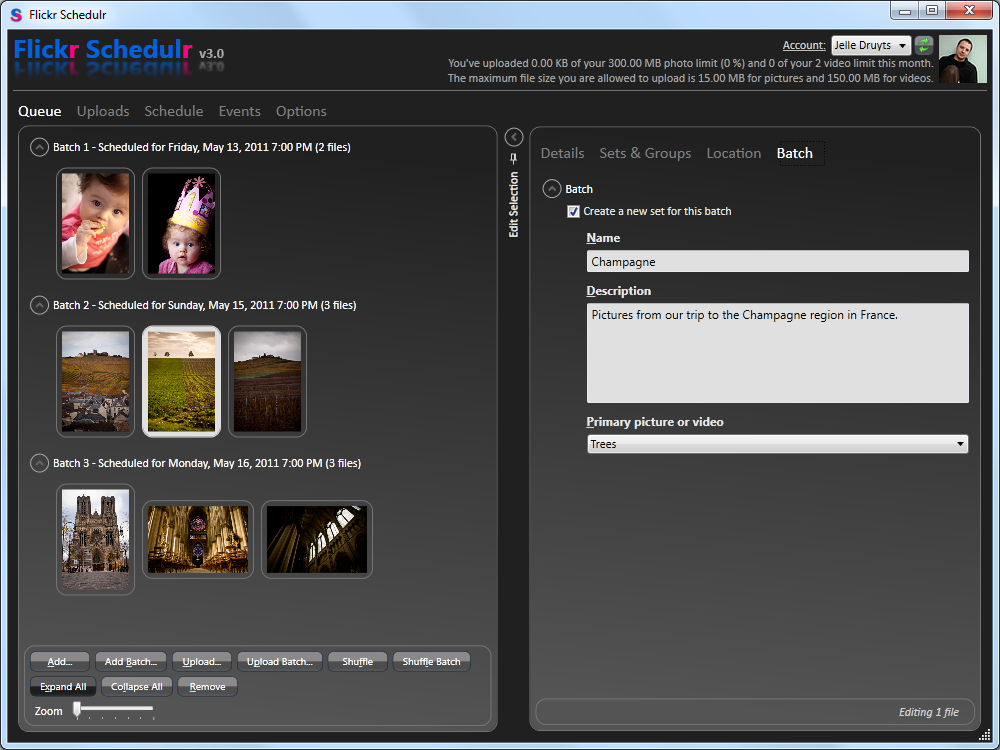 Flickr Schedulr
Flickr Schedulr v3.0
Account: Jelle Druyts
You've uploaded 0.00 KB of your 300.00 MB photo limit (0 %) and 0 of your 2 video limit this month.
The maximum file size you are allowed to upload is 15.00 MB for pictures and 150.00 MB for videos.
Queue Uploads Schedule Events Options
Batch 1 - Scheduled for Friday, May 13, 2011 7:00 PM (2 files)
Batch 2 - Scheduled for Sunday, May 15, 2011 7:00 PM (3 files)
Batch 3 - Scheduled for Monday, May 16, 2011 7:00 PM (3 files)
Add... Add Batch... Upload... Upload Batch... Shuffle Shuffle Batch
Expand All Collapse All Remove
Zoom
Edit Selection
Details Sets & Groups Location Batch
Batch
Create a new set for this batch
Name
Champagne
Description
Pictures from our trip to the Champagne region in France.
Primary picture or video
Trees
Editing 1 file